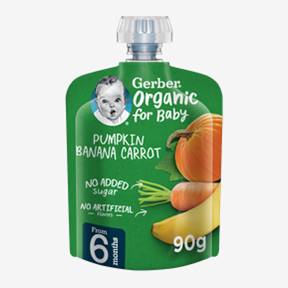 Gerber
Organic
for Baby
PUMPKIN
BANANA CARROT
NO ADDED
Sugar
NO ARTIFICIAL
FLAVORS
From
6
months
90g